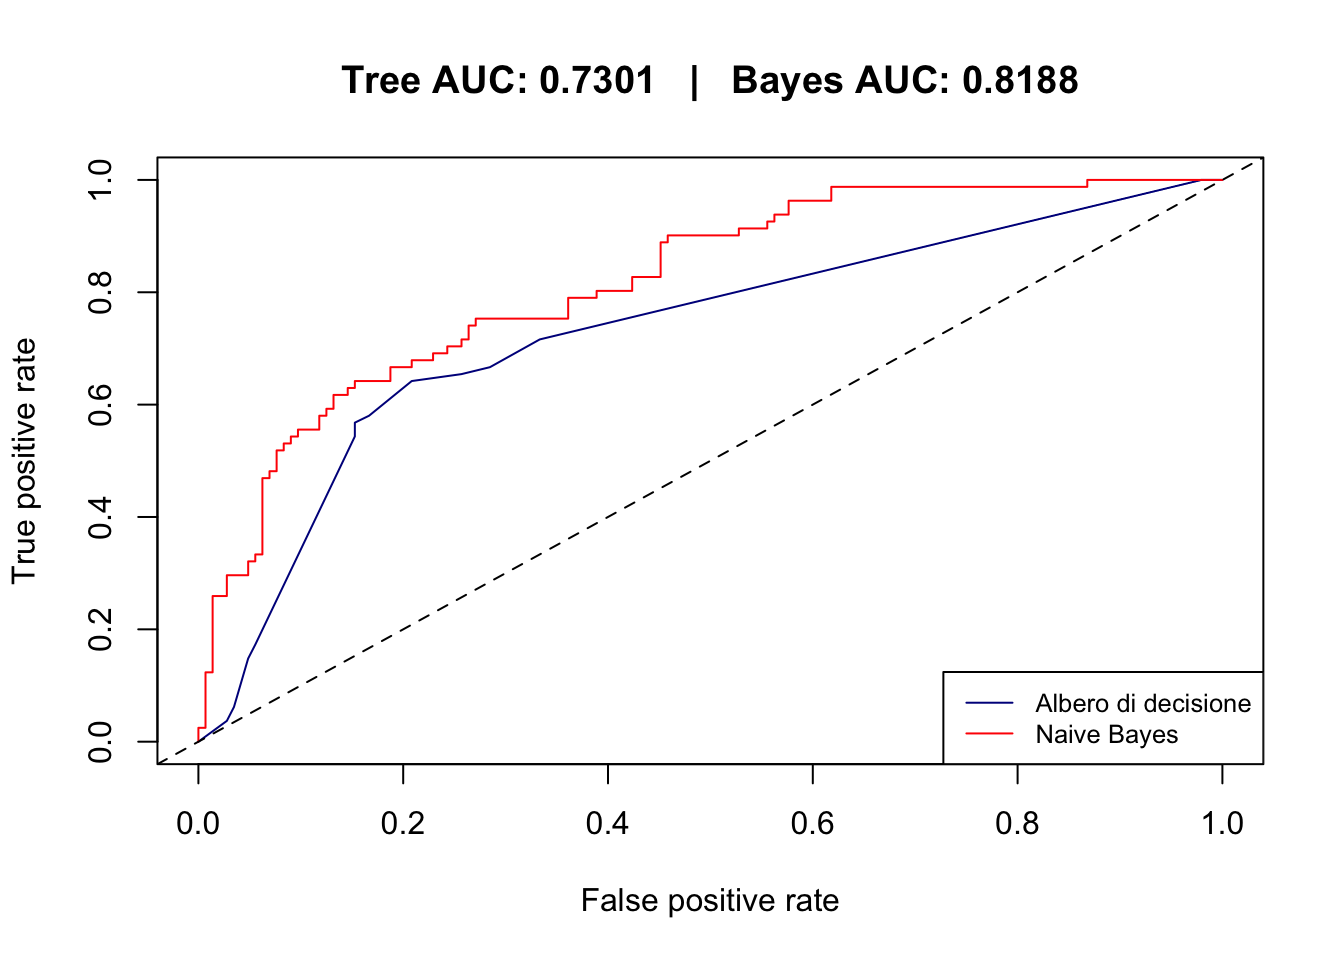 Tree AUC: 0.7301 | Bayes AUC: 0.8188
True positive rate
1.0
0.8
0.6
0.4
0.2
0.0
Albero di decisione
Naive Bayes
0.0 0.2 0.4 0.6 0.8 1.0
False positive rate